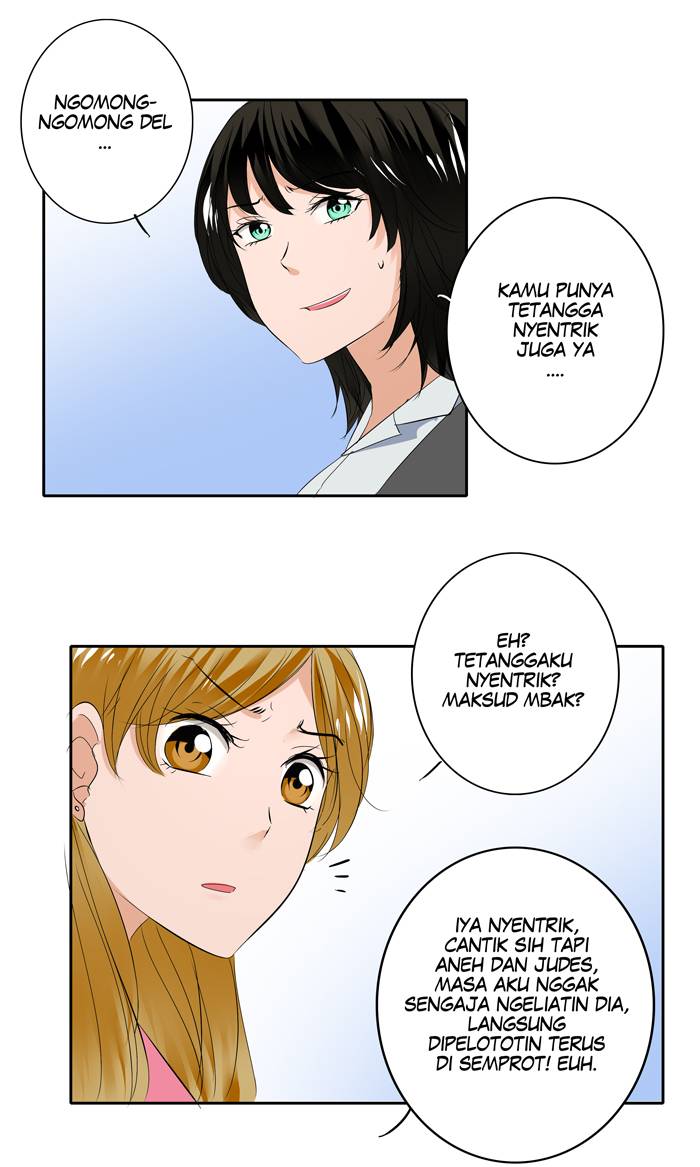 NGOMONG-
NGOMONG DEL
...
KAMU PUNYA
TETANGGA
NYENTRIK
JUGA YA
....
EH?
TETANGGAKU
NYENTRIK?
MAKSUD MBAK?
IYA NYENTRIK,
CANTIK SIH TAPI
ANEH DAN JUDES,
MASA AKU NGGAK
SENGAJA NGELIATIN DIA,
LANGSUNG
DIPELOTOTIN TERUS
DI SEMPROT! EUH.